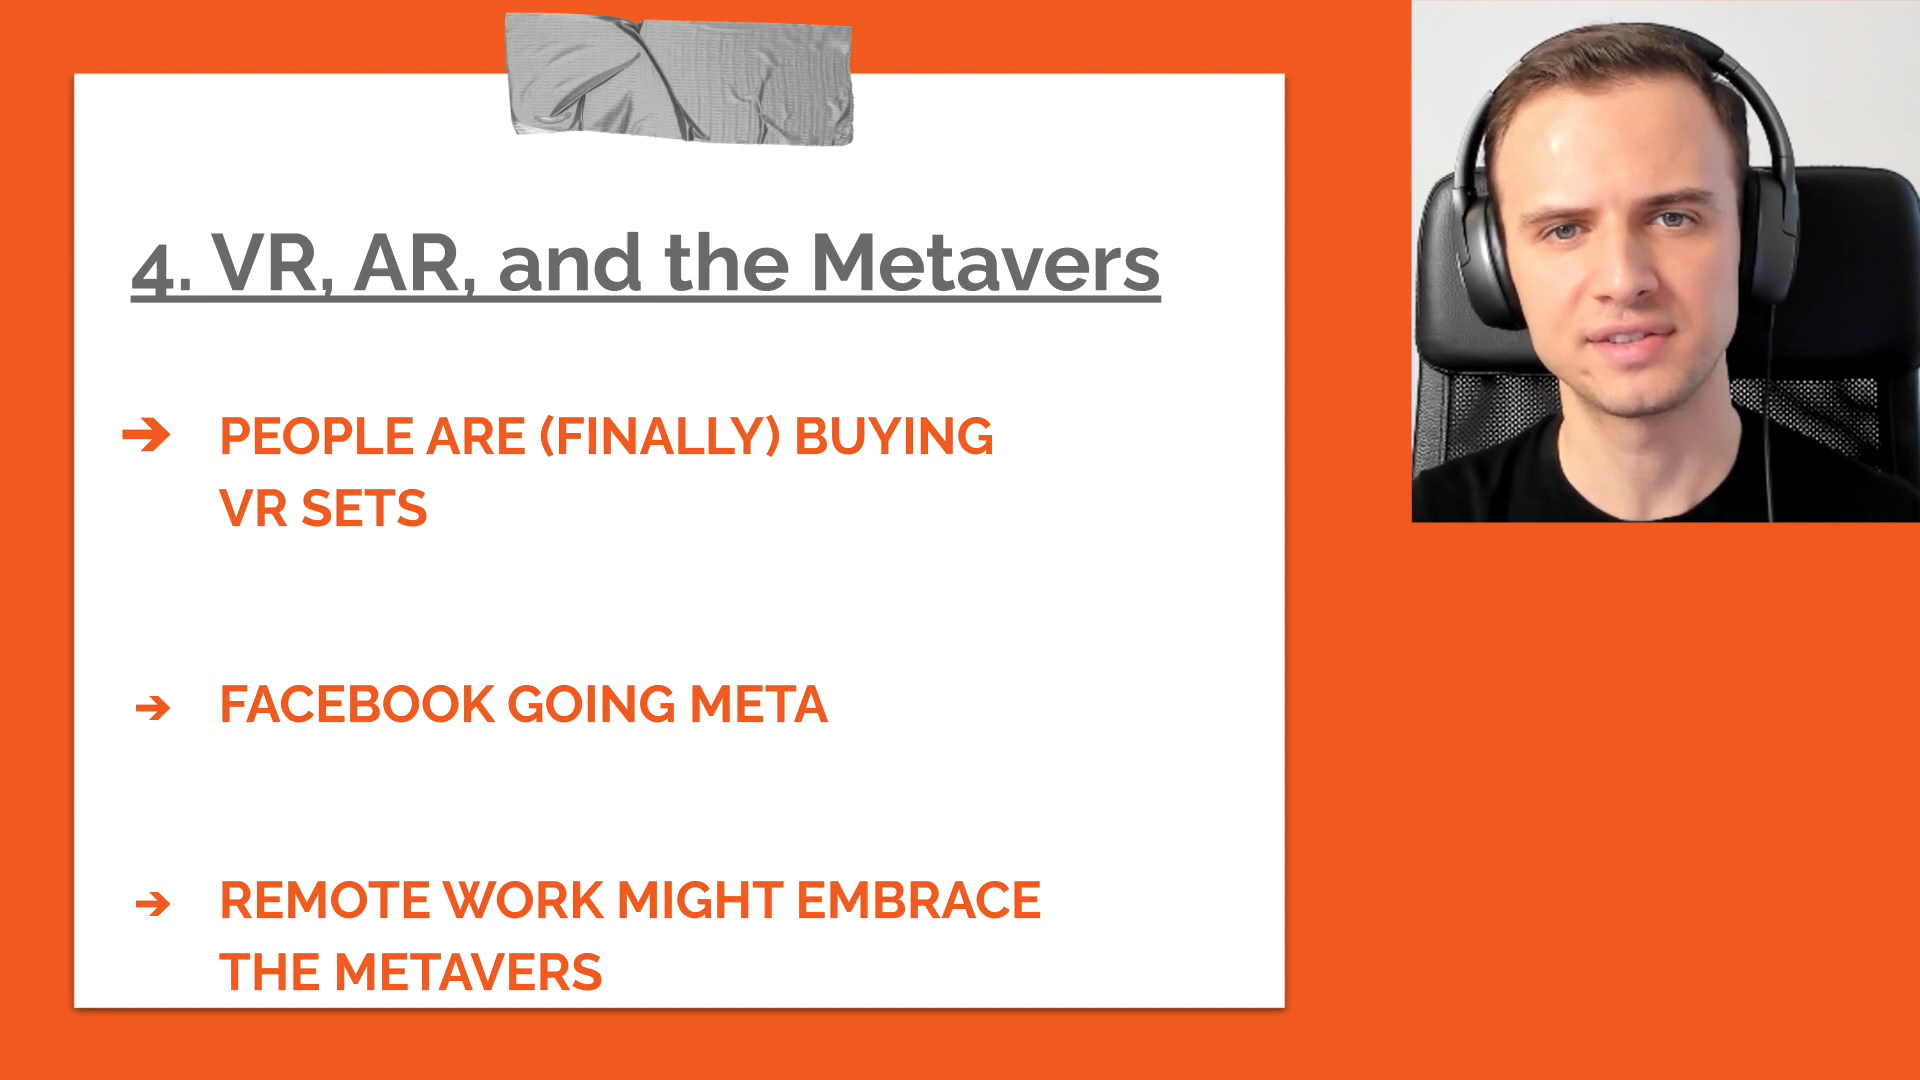 4. VR, AR, and the Metavers
➔ PEOPLE ARE (FINALLY) BUYING
VR SETS
➔ FACEBOOK GOING META
➔ REMOTE WORK MIGHT EMBRACE
THE METAVERS